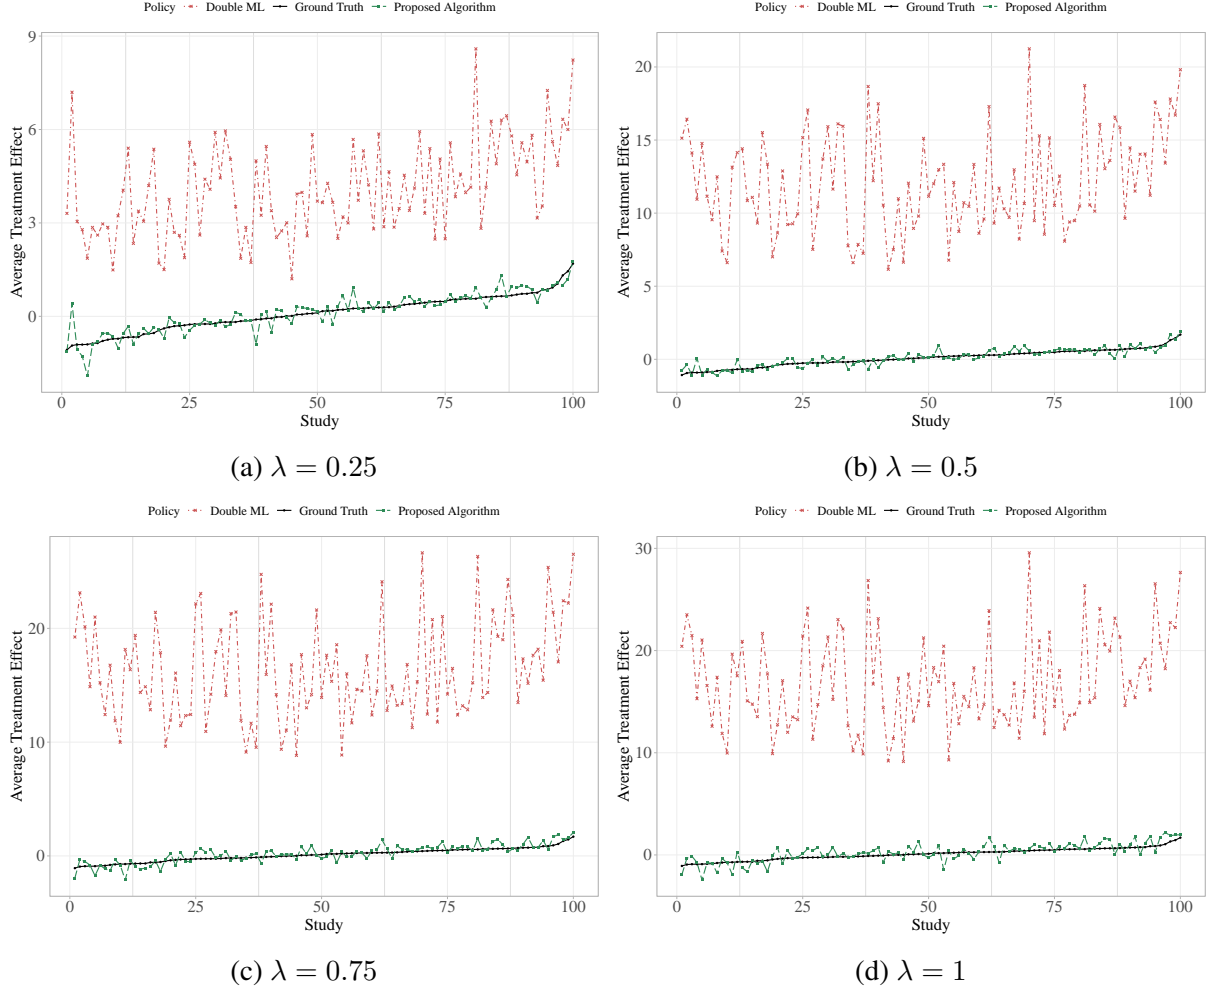 Policy Double ML Ground Truth Proposed Algorithm
Average Treatment Effect
9
6
3
0
0 25 50 75 100
Study
(a) λ = 0.25
Policy Double ML Ground Truth Proposed Algorithm
Average Treatment Effect
20
15
10
5
0
0 25 50 75 100
Study
(b) λ = 0.5
Policy Double ML Ground Truth Proposed Algorithm
Average Treatment Effect
20
10
0
0 25 50 75 100
Study
(c) λ = 0.75
Policy Double ML Ground Truth Proposed Algorithm
Average Treatment Effect
30
20
10
0
0 25 50 75 100
Study
(d) λ = 1